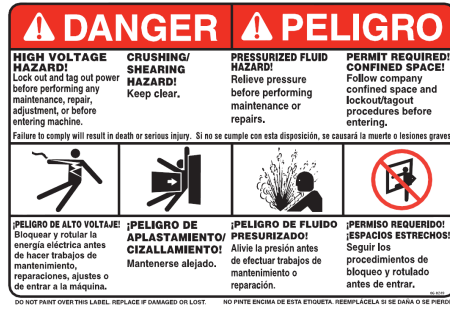 DANGER PELIGRO
HIGH VOLTAGE
HAZARD!
Lock out and tag out power
before performing any
maintenance, repair,
adjustment, or before
entering machine.
CRUSHING/
SHEARING
HAZARD!
Keep clear.
PRESSURIZED FLUID
HAZARD!
Relieve pressure
before performing
maintenance or
repairs.
PERMIT REQUIRED!
CONFINED SPACE!
Follow company
confined space and
lockout/tagout
procedures before
entering.
Failure to comply will result in death or serious injury. Si no se cumple con esta disposición, se causará la muerte o lesiones graves
¡PELIGRO DE ALTO VOLTAJE!
Bloquear y rotular la
energía eléctrica antes
de hacer trabajos de
mantenimiento,
reparaciones, ajustes o
de entrar a la máquina.
¡PELIGRO DE
APLASTAMIENTO/
CIZALLAMIENTO!
Mantenerse alejado.
¡PELIGRO DE FLUIDO
PRESURIZADO!
Alivie la presión antes
de efectuar trabajos de
mantenimiento o
reparación.
¡PERMISO REQUERIDO!
¡ESPACIOS ESTRECHOS!
Seguir los
procedimientos de
bloqueo y rotulado
antes de entrar.
DO NOT PAINT OVER THIS LABEL. REPLACE IF DAMAGED OR LOST. NO PINTE ENCIMA DE ESTA ETIQUETA. REEMPLÁCELA SI SE DAÑA O SE PIERDE